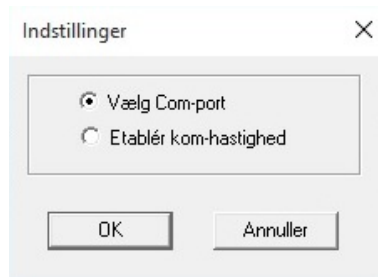 Indstillinger
Vælg Com-port
Etablér kom-hastighed
OK
Annuller